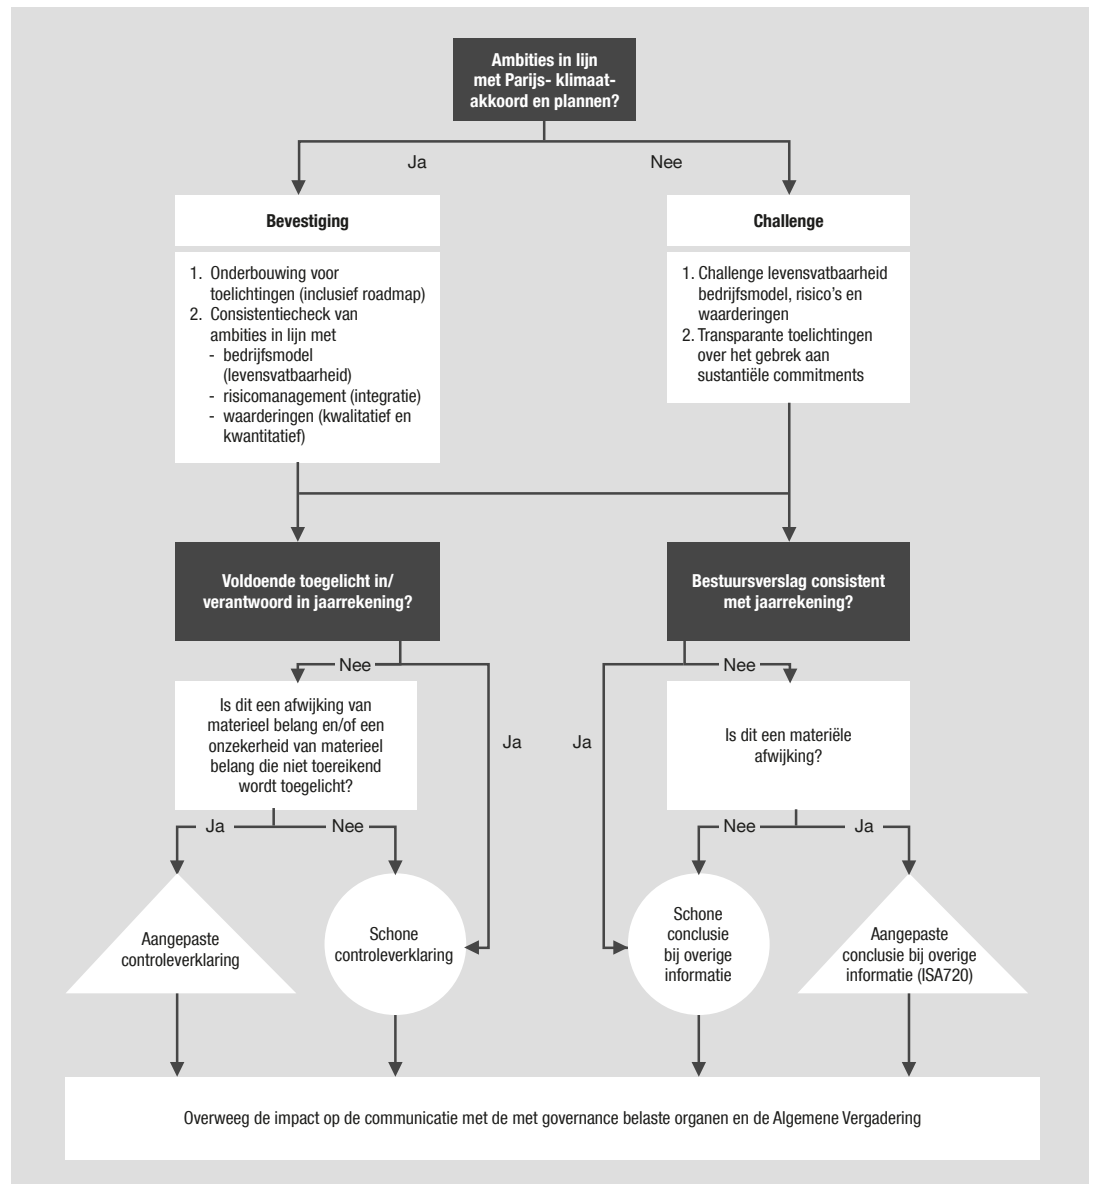 Ambities in lijn
met Parijs- klimaat-
akkoord en plannen?
Ja
Nee
Bevestiging
1. Onderbouwing voor
toelichtingen (inclusief roadmap)
2. Consistentiecheck van
ambities in lijn met
- bedrijfsmodel
(levensvatbaarheid)
- risicomanagement (integratie)
- waarderingen (kwalitatief en
kwantitatief)
Challenge
1. Challenge levensvatbaarheid
bedrijfsmodel, risico's en
waarderingen
2. Transparante toelichtingen
over het gebrek aan
sustantiële commitments
Voldoende toegelicht in/
verantwoord in jaarrekening?
Bestuursverslag consistent
met jaarrekening?
Nee
Ja
Is dit een afwijking van
materieel belang en/of een
onzekerheid van materieel
belang die niet toereikend
wordt toegelicht?
Ja
Nee
Is dit een materiële
afwijking?
Ja
Nee
Nee
Ja
Aangepaste
controleverklaring
Schone
controleverklaring
Schone
conclusie
bij overige
informatie
Aangepaste
conclusie bij overige
informatie (ISA720)
Overweeg de impact op de communicatie met de met governance belaste organen en de Algemene Vergadering